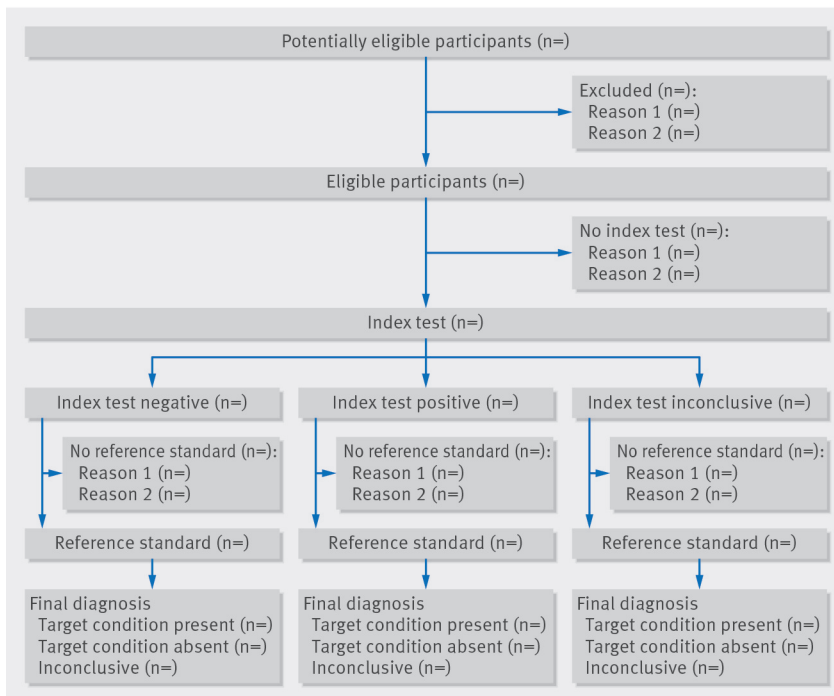 Potentially eligible participants (n=)
Excluded (n=):
Reason 1 (n=)
Reason 2 (n=)
Eligible participants (n=)
No index test (n=):
Reason 1 (n=)
Reason 2 (n=)
Index test (n=)
Index test negative (n=)
No reference standard (n=):
Reason 1 (n=)
Reason 2 (n=)
Reference standard (n=)
Final diagnosis
Target condition present (n=)
Target condition absent (n=)
Inconclusive (n=)
Index test positive (n=)
No reference standard (n=):
Reason 1 (n=)
Reason 2 (n=)
Reference standard (n=)
Final diagnosis
Target condition present (n=)
Target condition absent (n=)
Inconclusive (n=)
Index test inconclusive (n=)
No reference standard (n=):
Reason 1 (n=)
Reason 2 (n=)
Reference standard (n=)
Final diagnosis
Target condition present (n=)
Target condition absent (n=)
Inconclusive (n=)